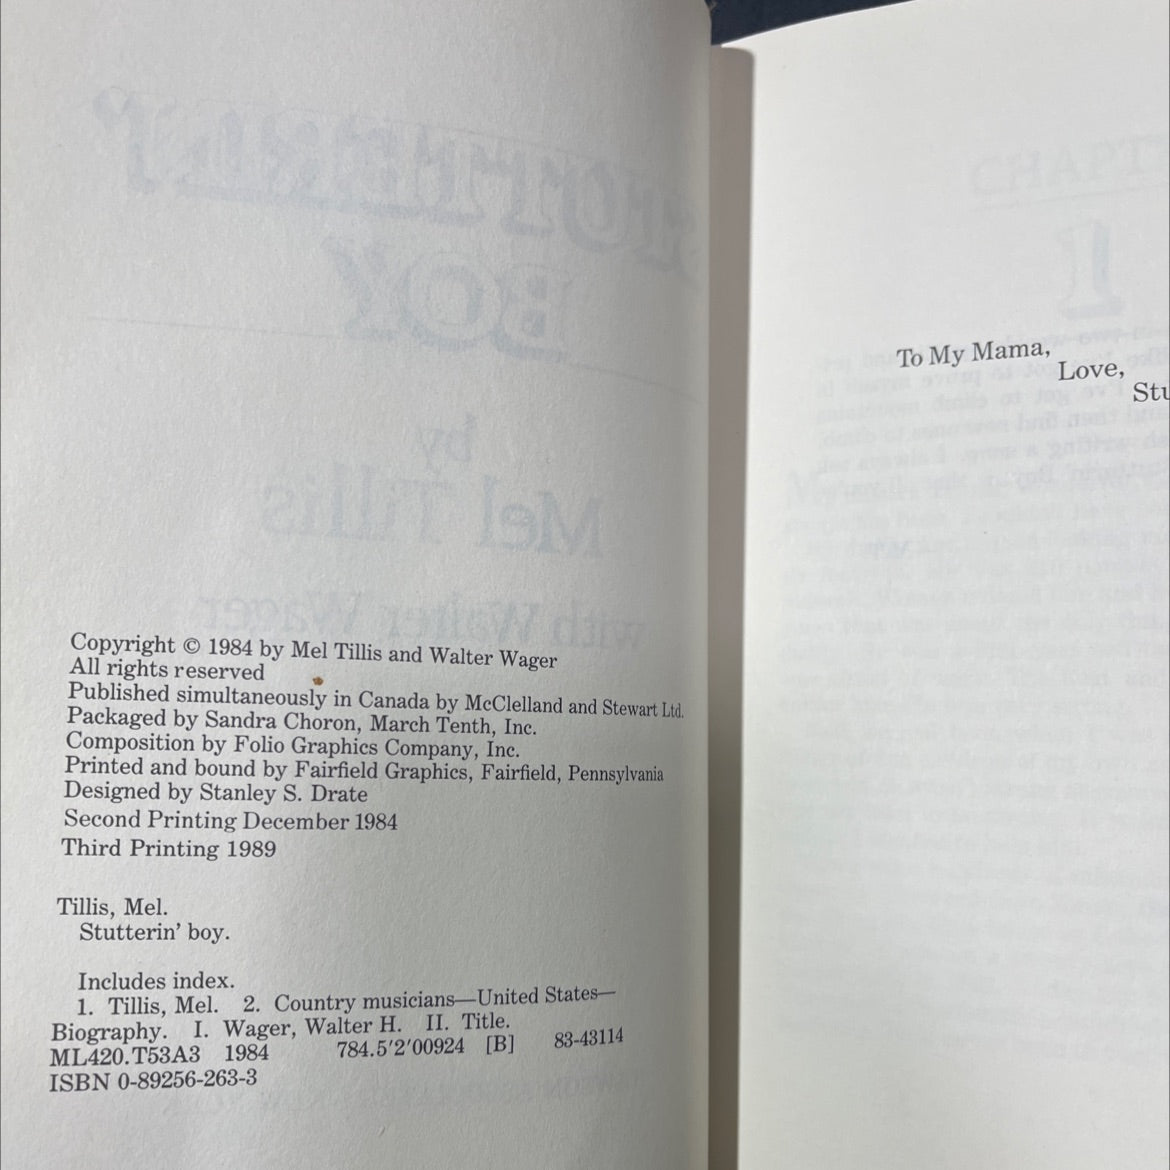 Copyright © 1984 by Mel Tillis and Walter Wager
All rights reserved
Published simultaneously in Canada by McClelland and Stewart Ltd.
Packaged by Sandra Choron, March Tenth, Inc.
Composition by Folio Graphics Company, Inc.
Printed and bound by Fairfield Graphics, Fairfield, Pennsylvania
Designed by Stanley S. Drate
Second Printing December 1984
Third Printing 1989
Tillis, Mel.
Stutterin’ boy.
Includes index.
1. Tillis, Mel. 2. Country musicians—United States—
Biography. I. Wager, Walter H. II. Title.
ML420.T53A3 1984 784.5′2′00924 [B] 83-43114
ISBN 0-89256-263-3
To My Mama,
Love,
Stu